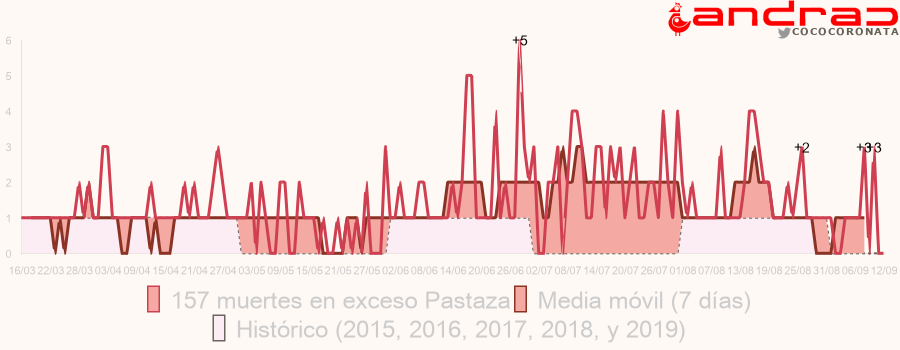 andrac
COCOCORONATA
+5
+2
+3
+3
6
5
4
3
2
1
0
16/03 22/03 28/03 03/04 09/04 15/04 21/04 27/04 03/05 09/05 15/05 21/05 27/05 02/06 08/06 14/06 20/06 26/06 02/07 08/07 14/07 20/07 26/07 01/08 07/08 13/08 19/08 25/08 31/08 06/09 12/09
157 muertes en exceso Pastaza Media móvil (7 días)
Histórico (2015, 2016, 2017, 2018, y 2019)